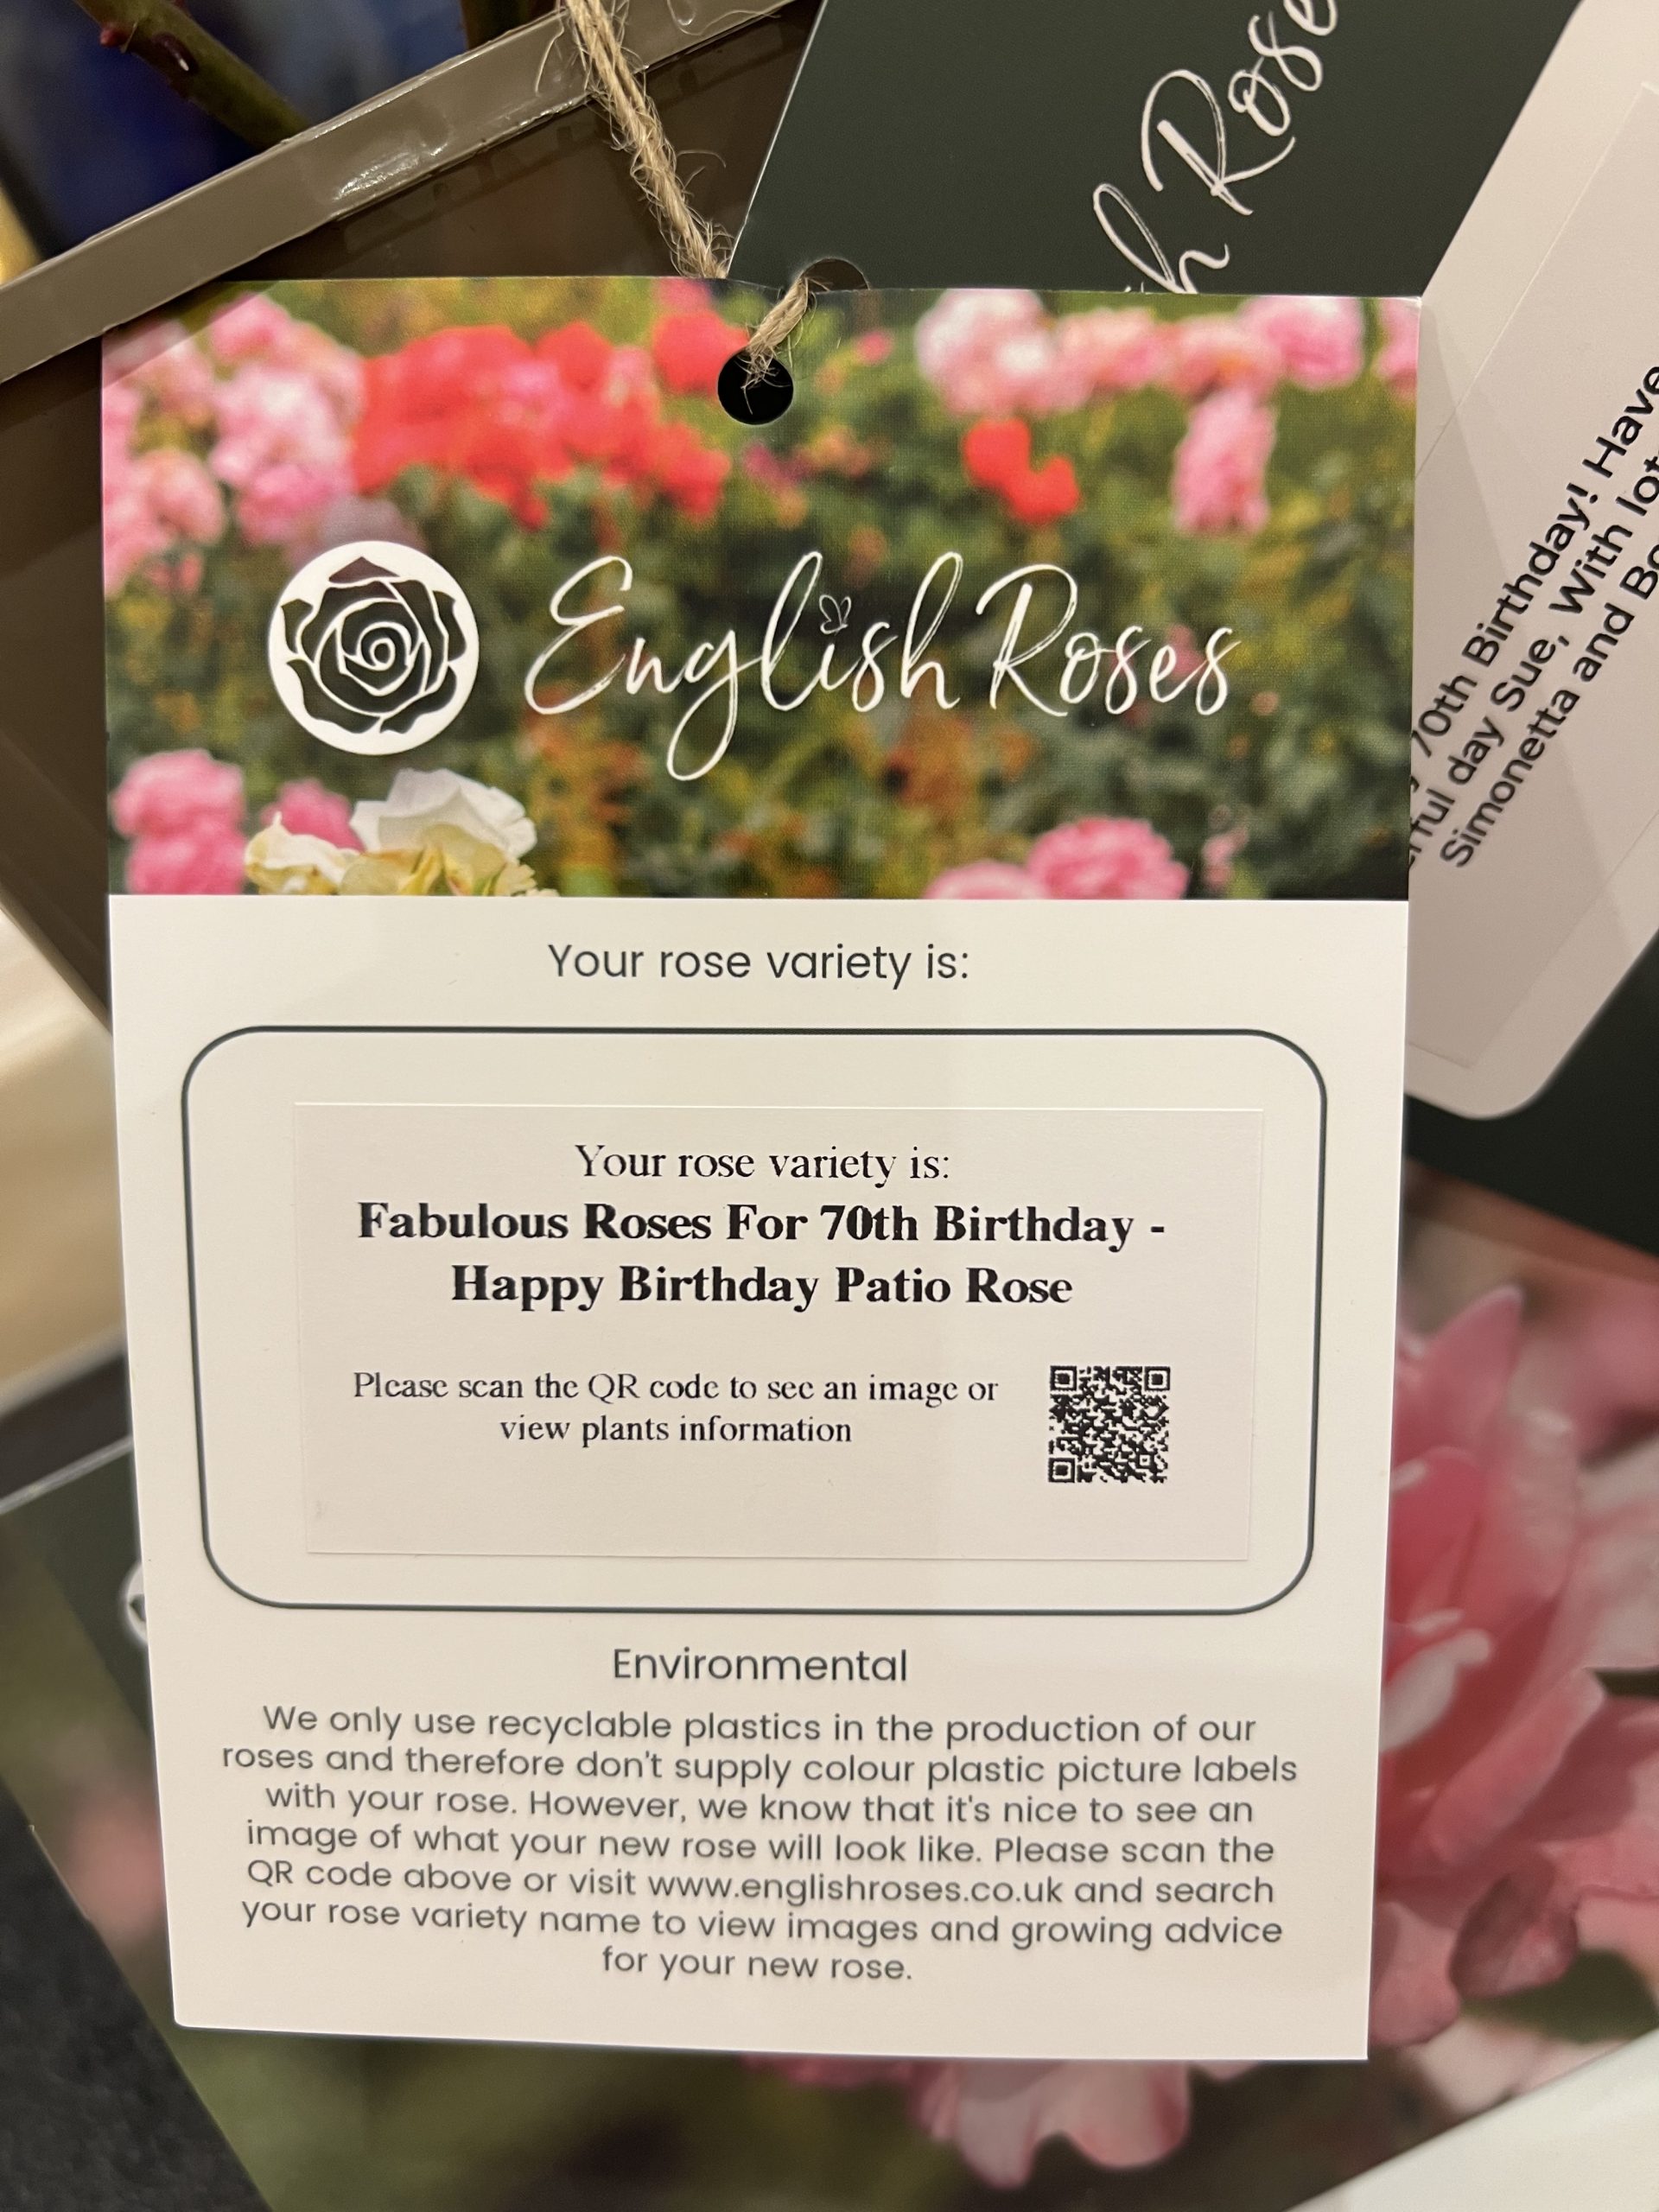 h Rose
70th Birthday! Have
day Sue, With
Simonetta and
English Roses
Your rose variety is:
Your rose variety is:
Fabulous Roses For 70th Birthday -
Happy Birthday Patio Rose
Please scan the QR code to see an image or
view plants information
Environmental
We only use recyclable plastics in the production of our
roses and therefore don't supply colour plastic picture labels
with your rose. However, we know that it's nice to see an
image of what your new rose will look like. Please scan the
QR code above or visit www.englishroses.co.uk and search
your rose variety name to view images and growing advice
for your new rose.